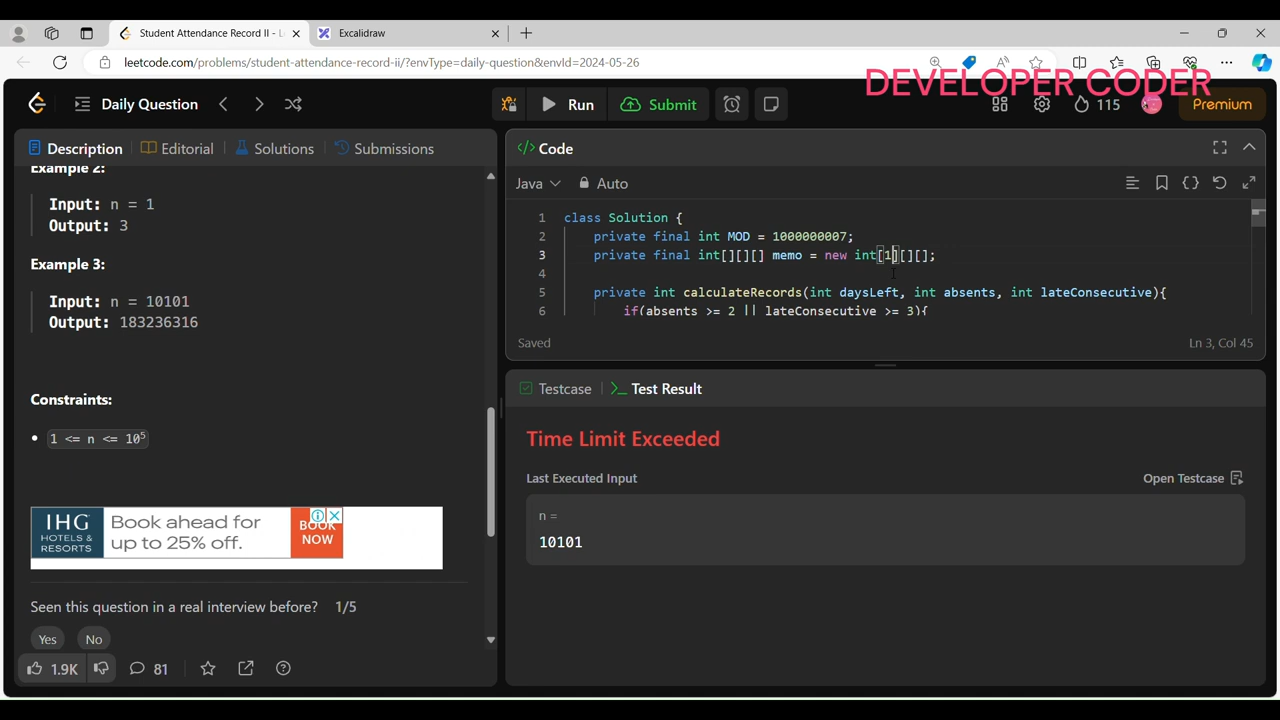 Student Attendance Record II - L
Excalidraw
leetcode.com/problems/student-attendance-record-ii/?envType=daily-question&envId=2024-05-26
DEVELOPER CODER
Daily Question
Run
Submit
115
Premium
Description
Editorial
Solutions
Submissions
Example 2:
Input: n = 1
Output: 3
Example 3:
Input: n = 10101
Output: 183236316
Constraints:
1 <= n <= 10⁵
IHG
HOTELS &
RESORTS
Book ahead for
up to 25% off.
BOOK
NOW
Seen this question in a real interview before? 1/5
Yes
No
1.9K
81
</> Code
Java
Auto
1 class Solution {
2 private final int MOD = 1000000007;
3 private final int[][][] memo = new int[1][][];
4
5 private int calculateRecords(int daysLeft, int absents, int lateConsecutive){
6 if(absents >= 2 || lateConsecutive >= 3){
Saved
Ln 3, Col 45
Testcase
Test Result
Time Limit Exceeded
Last Executed Input
Open Testcase
n =
10101